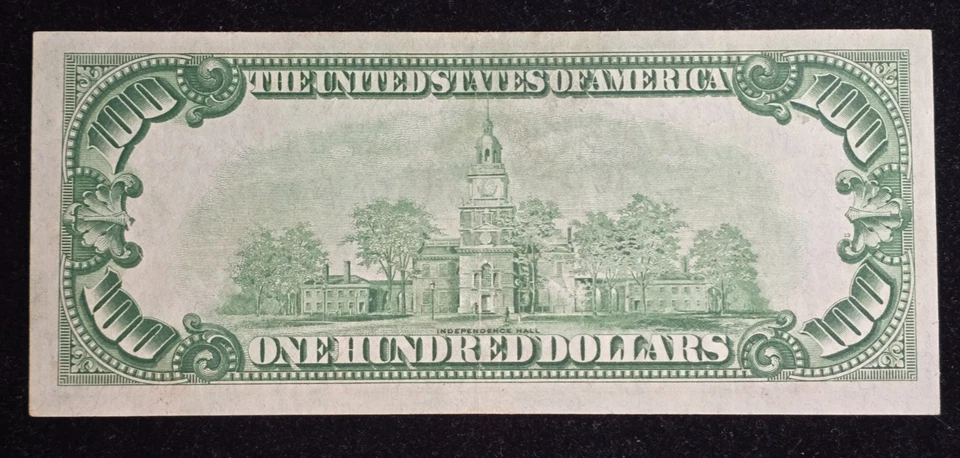 THE UNITED STATES OF AMERICA
100
100
INDEPENDENCE HALL
100
100
ONE HUNDRED DOLLARS